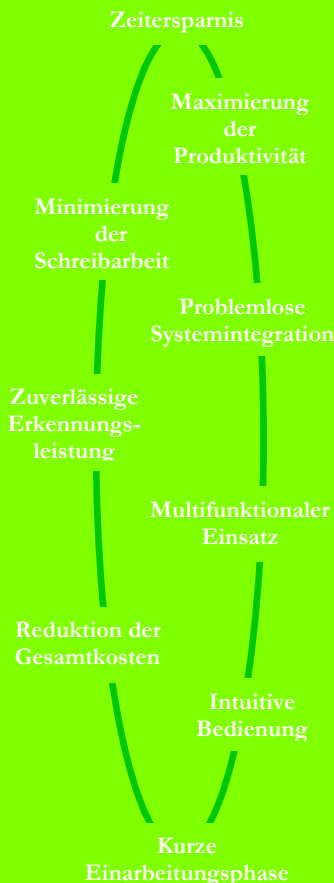 Zeitersparnis
Maximierung
der
Produktivität
Minimierung
der
Schreibarbeit
Problemlose
Systemintegration
Zuverlässige
Erkennungs-
leistung
Multifunktionaler
Einsatz
Reduktion der
Gesamtkosten
Intuitive
Bedienung
Kurze
Einarbeitungsphase